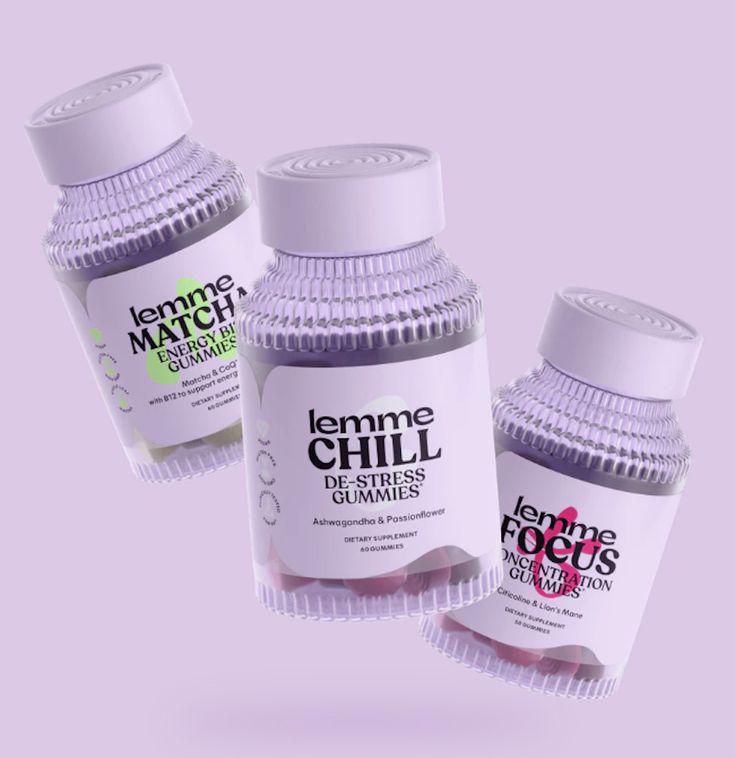 lemme
MATCHA
ENERGY
GUMMIES
Matcha &
with B12 to support
DIETARY SUPPLEMENT
60 GUMMIES
lemme
CHILL
DE-STRESS
GUMMIES*
Ashwagandha & Passionflower
DIETARY SUPPLEMENT
60 GUMMIES
lemme
FOCUS
CONCENTRATION
GUMMIES*
Citicoline & Lion's Mane
DIETARY SUPPLEMENT
GUMMIES